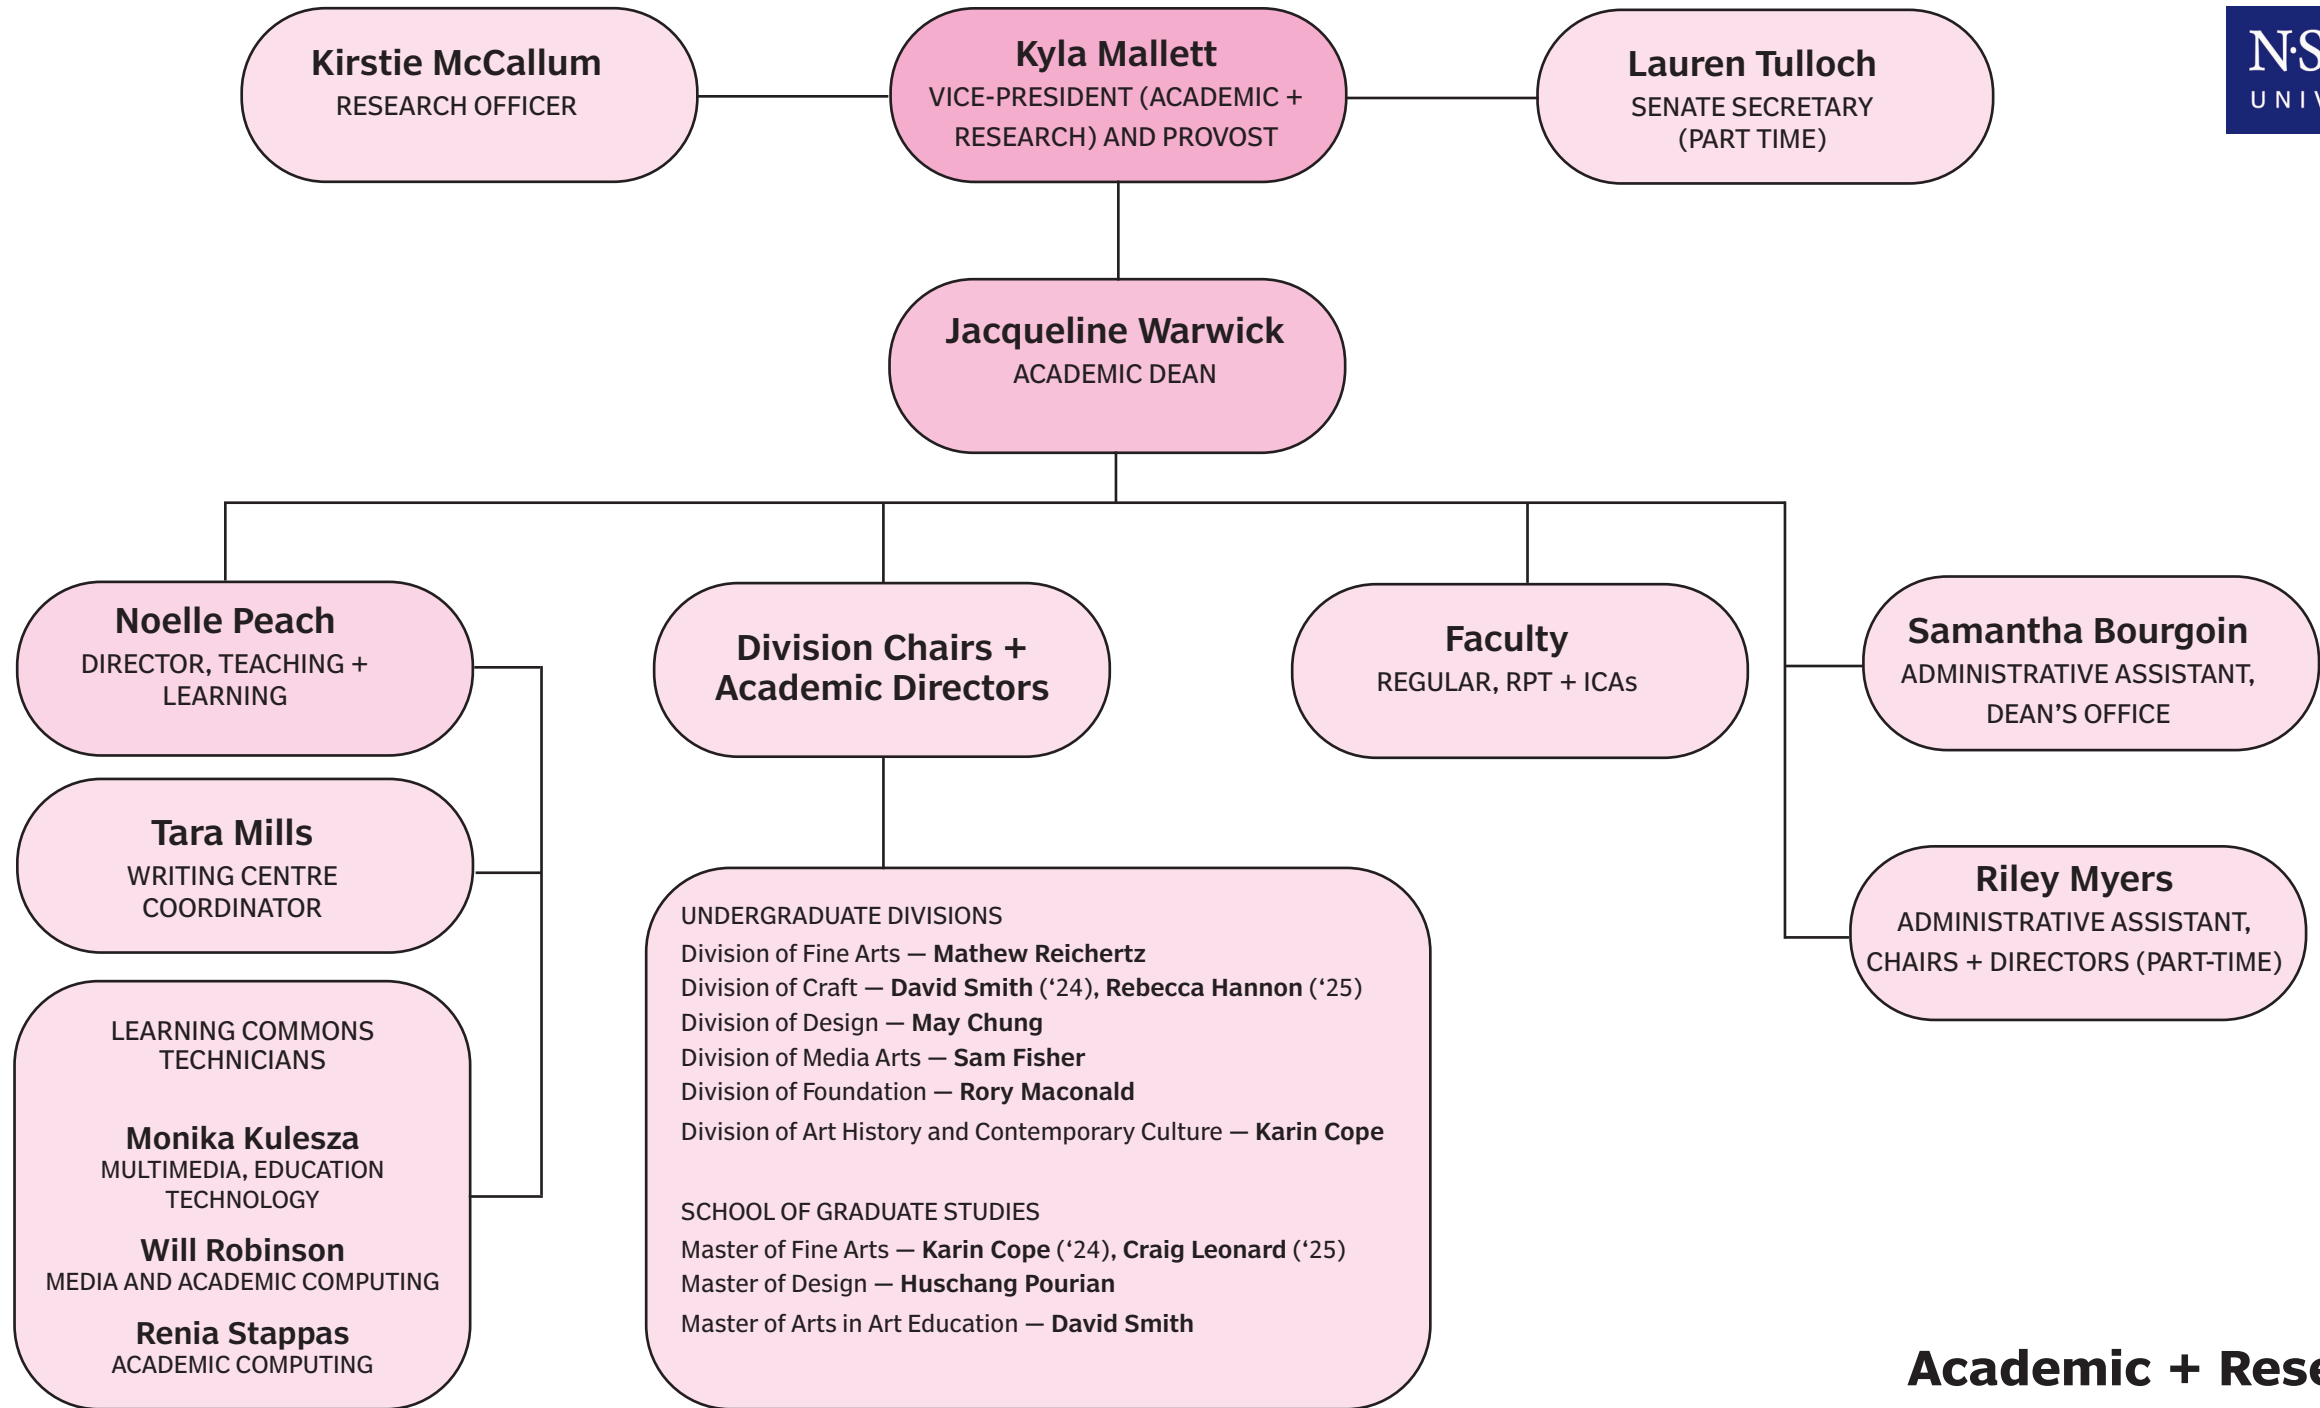 Kirstie McCallum
RESEARCH OFFICER
Kyla Mallett
VICE-PRESIDENT (ACADEMIC +
RESEARCH) AND PROVOST
Lauren Tulloch
SENATE SECRETARY
(PART TIME)
N·S
UNIV
Jacqueline Warwick
ACADEMIC DEAN
Noelle Peach
DIRECTOR, TEACHING +
LEARNING
Tara Mills
WRITING CENTRE
COORDINATOR
LEARNING COMMONS
TECHNICIANS
Monika Kulesza
MULTIMEDIA, EDUCATION
TECHNOLOGY
Will Robinson
MEDIA AND ACADEMIC COMPUTING
Renia Stappas
ACADEMIC COMPUTING
Division Chairs +
Academic Directors
UNDERGRADUATE DIVISIONS
Division of Fine Arts — Mathew Reichertz
Division of Craft — David Smith (‘24), Rebecca Hannon (‘25)
Division of Design — May Chung
Division of Media Arts — Sam Fisher
Division of Foundation — Rory Maconald
Division of Art History and Contemporary Culture — Karin Cope
SCHOOL OF GRADUATE STUDIES
Master of Fine Arts — Karin Cope (‘24), Craig Leonard (‘25)
Master of Design — Huschang Pourian
Master of Arts in Art Education — David Smith
Faculty
REGULAR, RPT + ICAs
Samantha Bourgoin
ADMINISTRATIVE ASSISTANT,
DEAN’S OFFICE
Riley Myers
ADMINISTRATIVE ASSISTANT,
CHAIRS + DIRECTORS (PART-TIME)
Academic + Rese